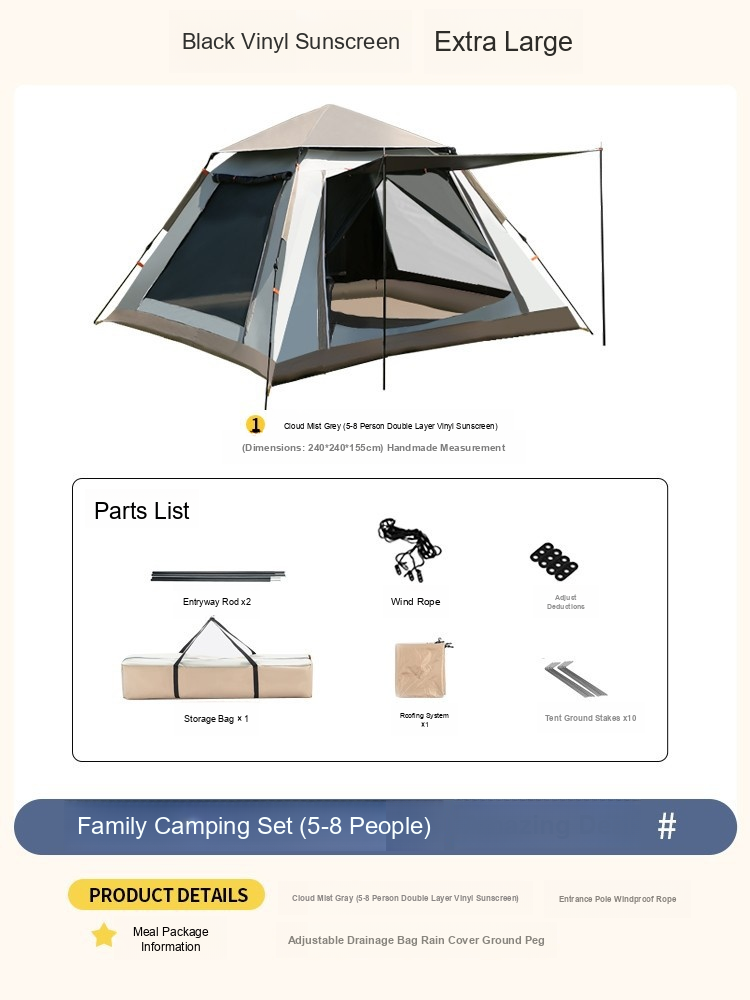 Black Vinyl Sunscreen Extra Large
1 Cloud Mist Grey (5-8 Person Double Layer Vinyl Sunscreen)
(Dimensions: 240*240*155cm) Handmade Measurement
Parts List
Entryway Rod x2
Wind Rope
Adjust
Deductions
Storage Bag × 1
Roofing System
x1
Tent Ground Stakes x10
Family Camping Set (5-8 People) #
PRODUCT DETAILS
Cloud Mist Gray (5-8 Person Double Layer Vinyl Sunscreen)
Entrance Pole Windproof Rope
Meal Package
Information
Adjustable Drainage Bag Rain Cover Ground Peg